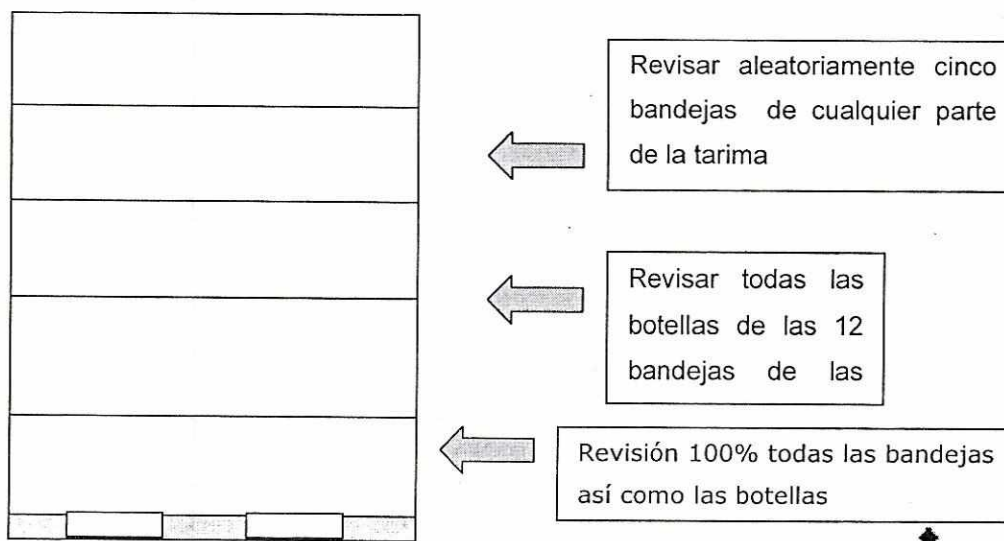 Revisar aleatoriamente cinco
bandejas de cualquier parte
de la tarima
Revisar todas las
botellas de las 12
bandejas de las
Revisión 100% todas las bandejas
así como las botellas